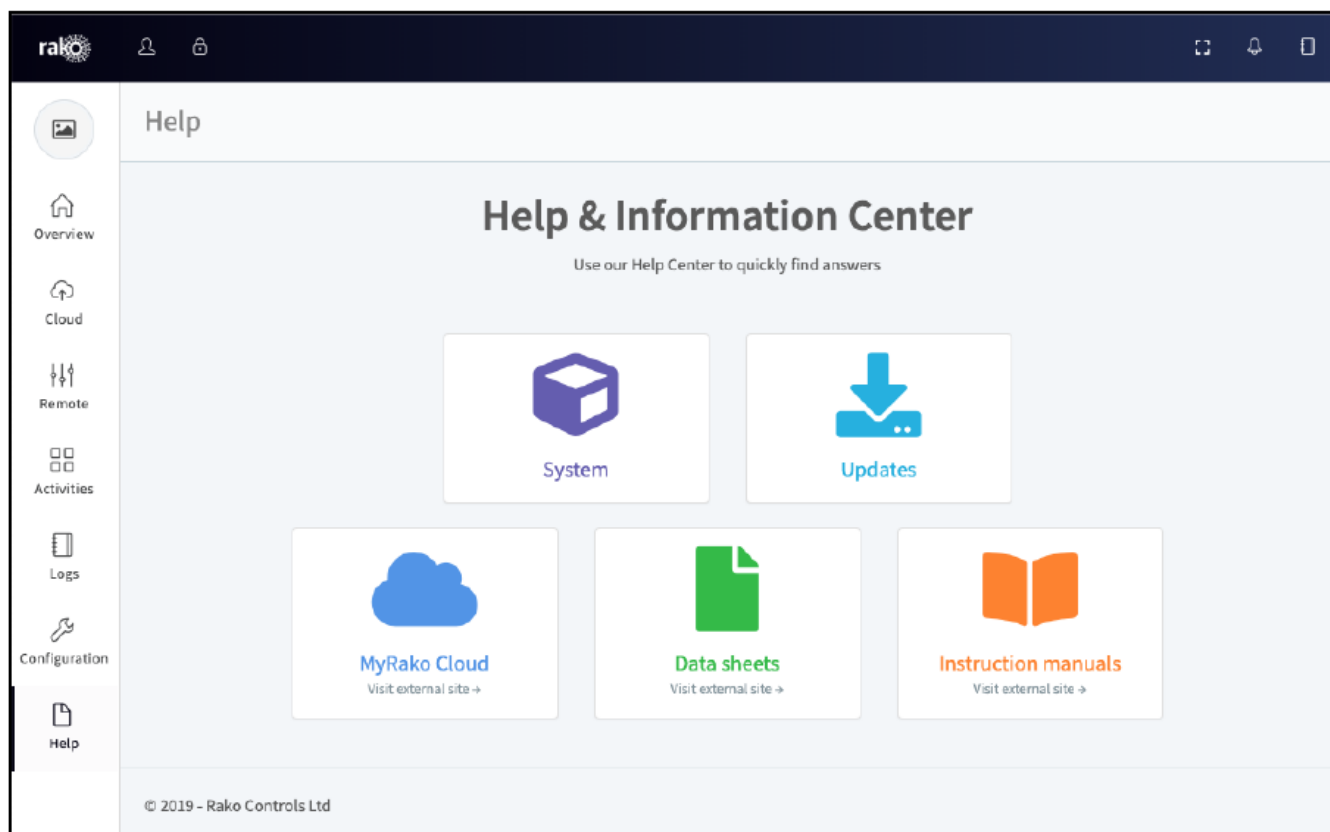 rako
Help
Overview
Cloud
Remote
Activities
Logs
Configuration
Help
Help & Information Center
Use our Help Center to quickly find answers
System
Updates
MyRako Cloud
Visit external site →
Data sheets
Visit external site →
Instruction manuals
Visit external site →
© 2019 - Rako Controls Ltd